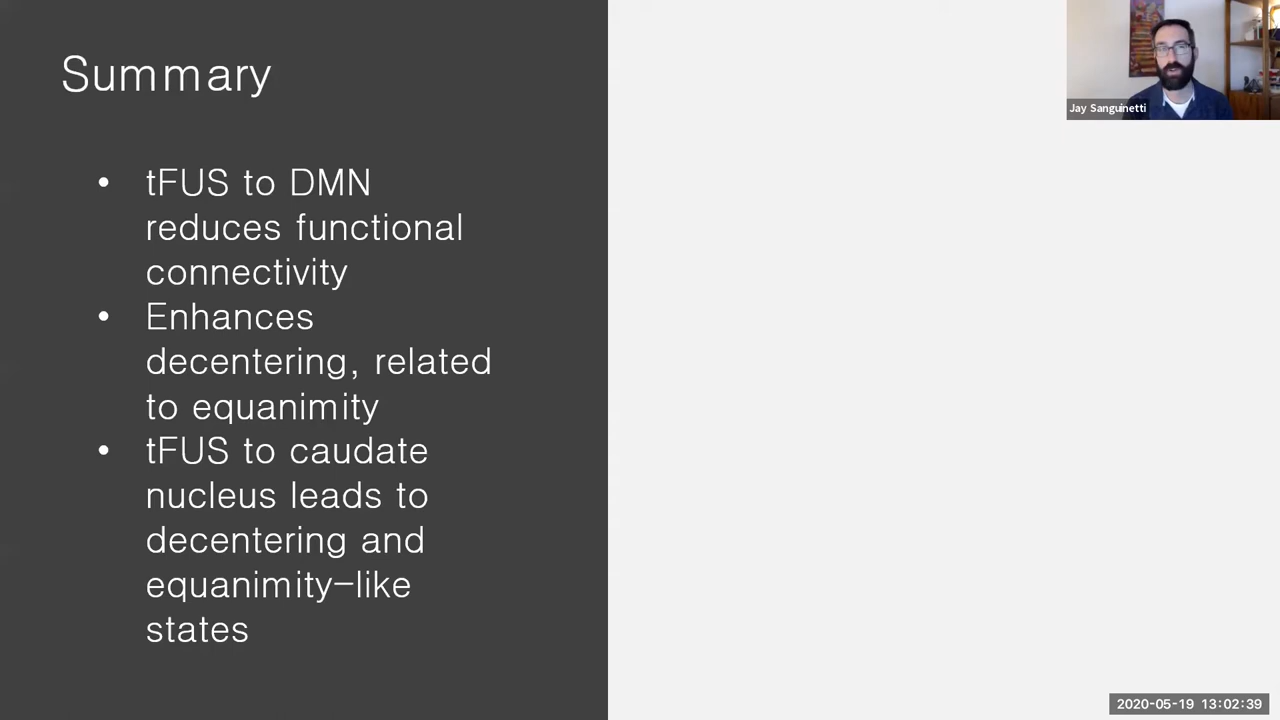 Summary
• tFUS to DMN
reduces functional
connectivity
• Enhances
decentering, related
to equanimity
• tFUS to caudate
nucleus leads to
decentering and
equanimity-like
states
Jay Sanguinetti
2020-05-19 13:02:39